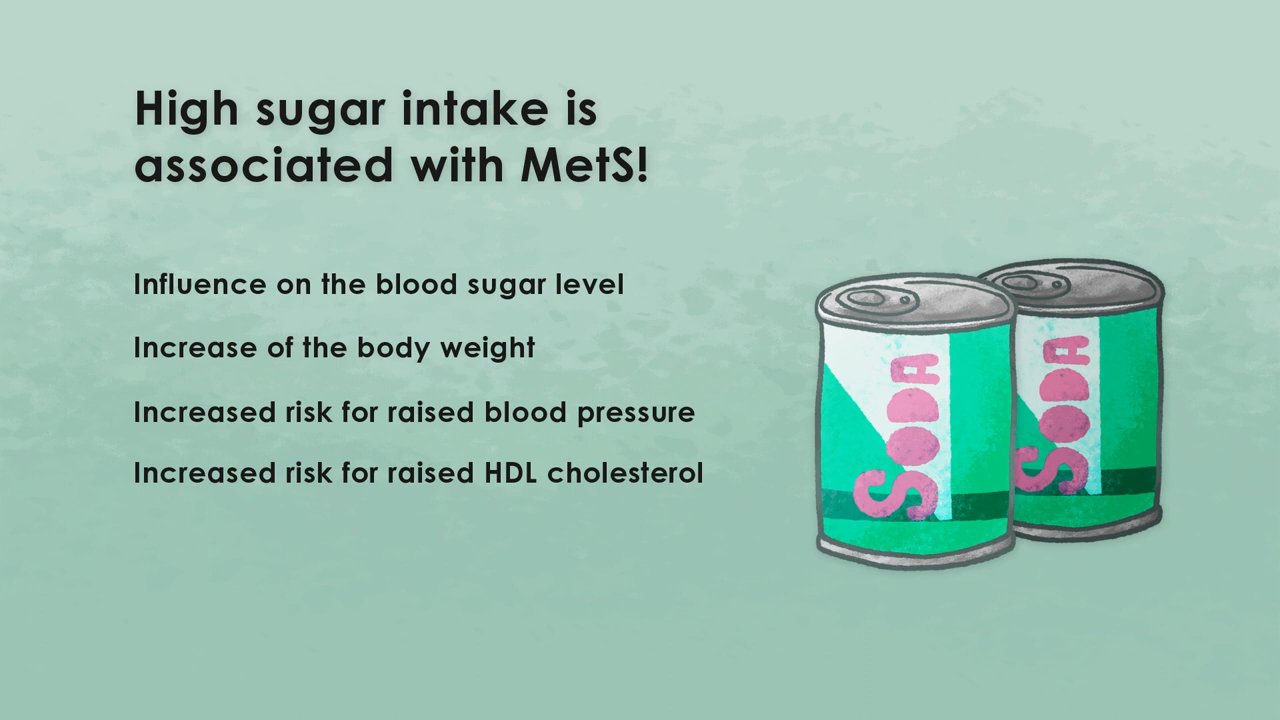 High sugar intake is
associated with MetS!
Influence on the blood sugar level
Increase of the body weight
Increased risk for raised blood pressure
Increased risk for raised HDL cholesterol
SODA
SODA